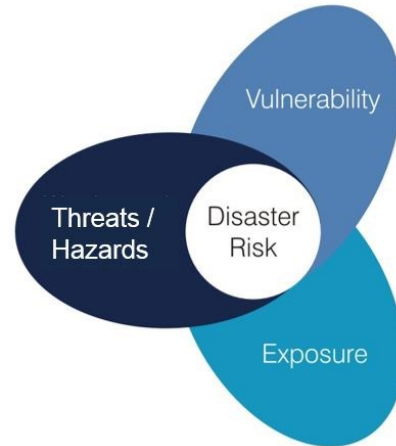 Vulnerability
Threats /
Hazards
Disaster
Risk
Exposure